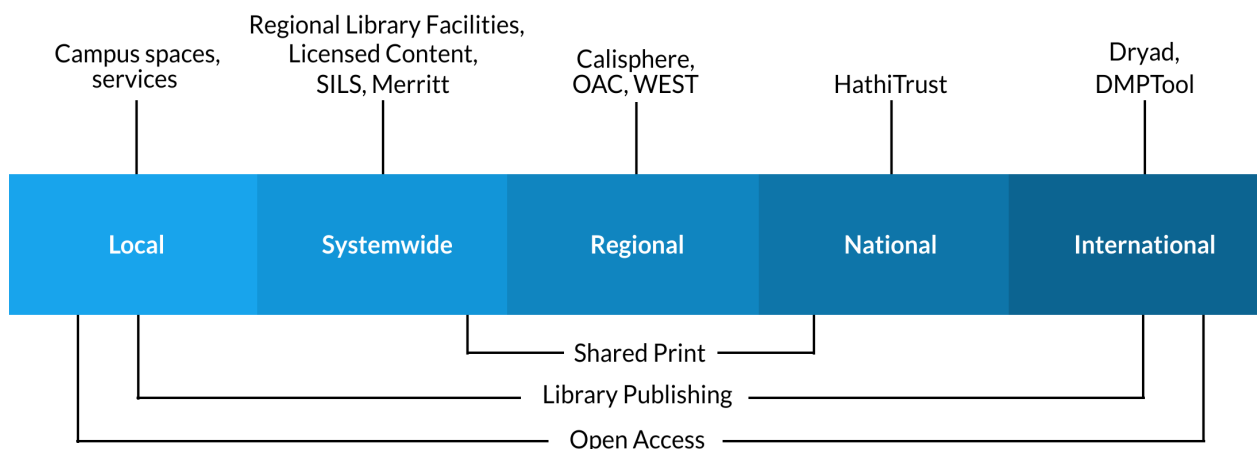 Campus spaces,
services
Regional Library Facilities,
Licensed Content,
SILS, Merritt
Calisphere,
OAC, WEST
HathiTrust
Dryad,
DMPTool
Local
Systemwide
Regional
National
International
Shared Print
Library Publishing
Open Access